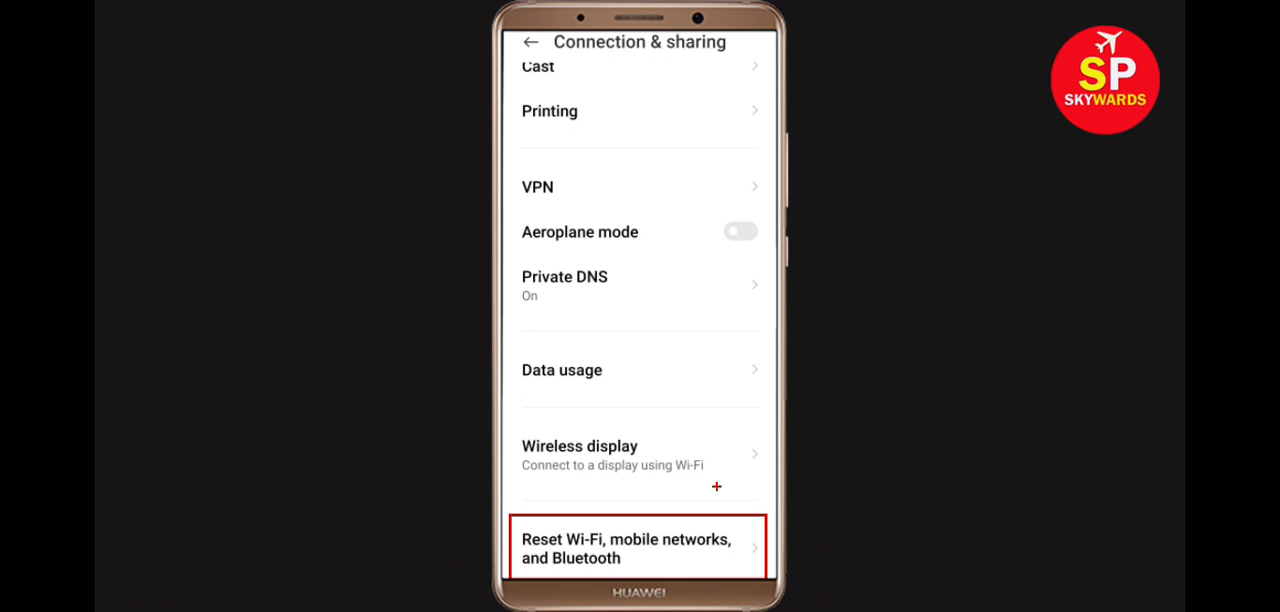 ← Connection & sharing
Cast
Printing
VPN
Aeroplane mode
Private DNS
On
Data usage
Wireless display
Connect to a display using Wi-Fi
Reset Wi-Fi, mobile networks,
and Bluetooth
HUAWEI
SP
SKYWARDS